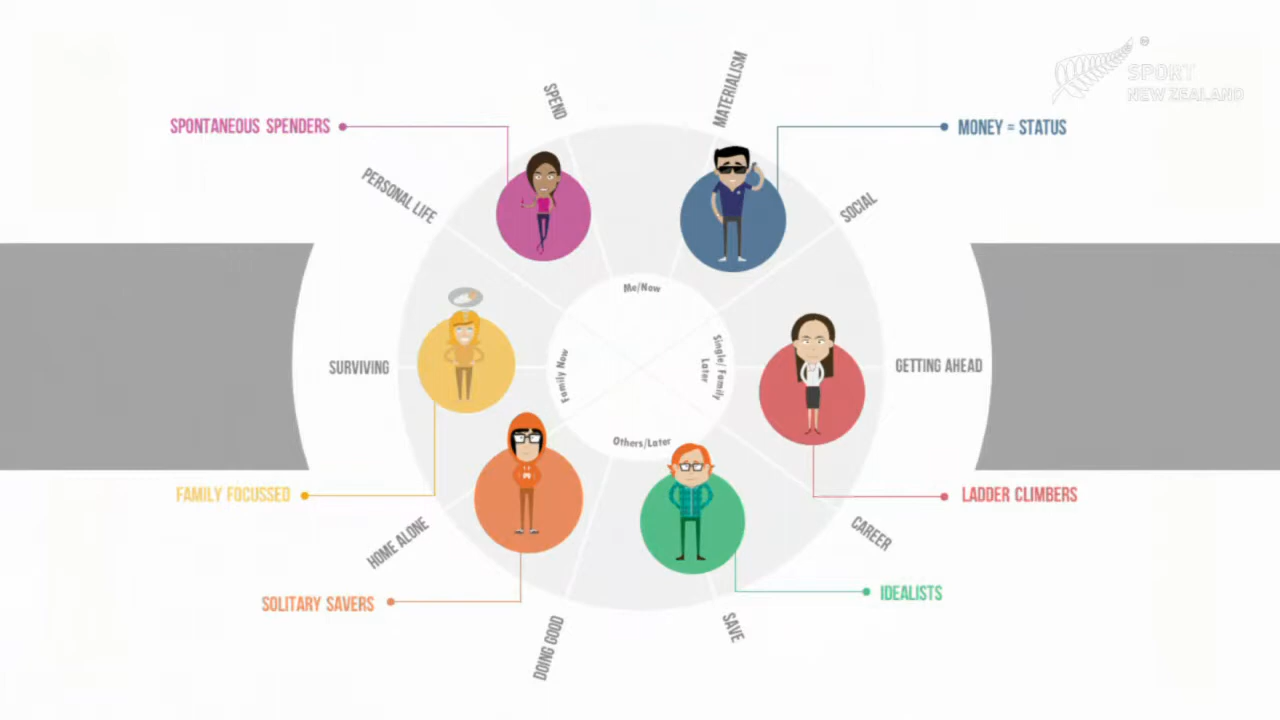 SPORT
NEW ZEALAND
MATERIALISM
SPEND
SPONTANEOUS SPENDERS
MONEY = STATUS
PERSONAL LIFE
SOCIAL
Me/Now
SURVIVING
Family Now
Single/ Family
Later
GETTING AHEAD
Others/Later
FAMILY FOCUSSED
LADDER CLIMBERS
HOME ALONE
CAREER
IDEALISTS
SOLITARY SAVERS
DOING GOOD
SAVE